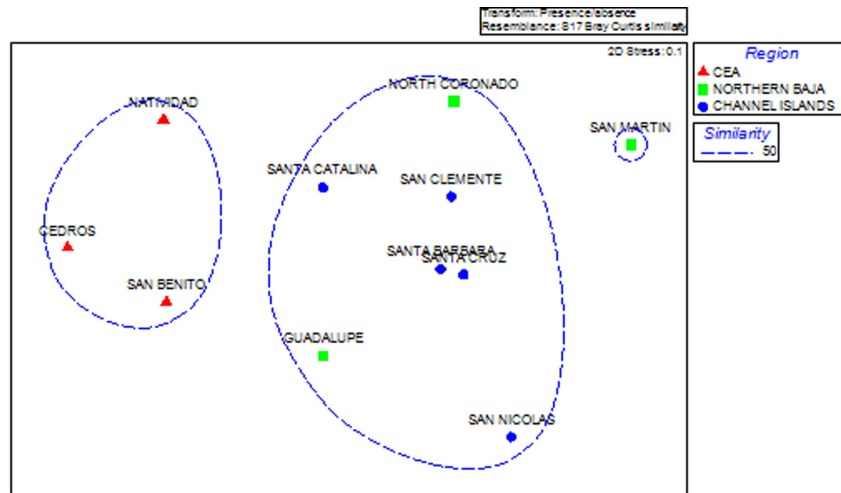 Transform: Presence/absence
Resemblance: S17 Bray Curtis similarity
2D Stress: 0.1
Region
CEA
NORTHERN BAJA
CHANNEL ISLANDS
Similarity
50
NORTH CORONADO
NATIVIDAD
SAN MARTIN
SANTA CATALINA
SAN CLEMENTE
CEDROS
SANTA BARBARA
SANTA CRUZ
SAN BENITO
GUADALUPE
SAN NICOLAS